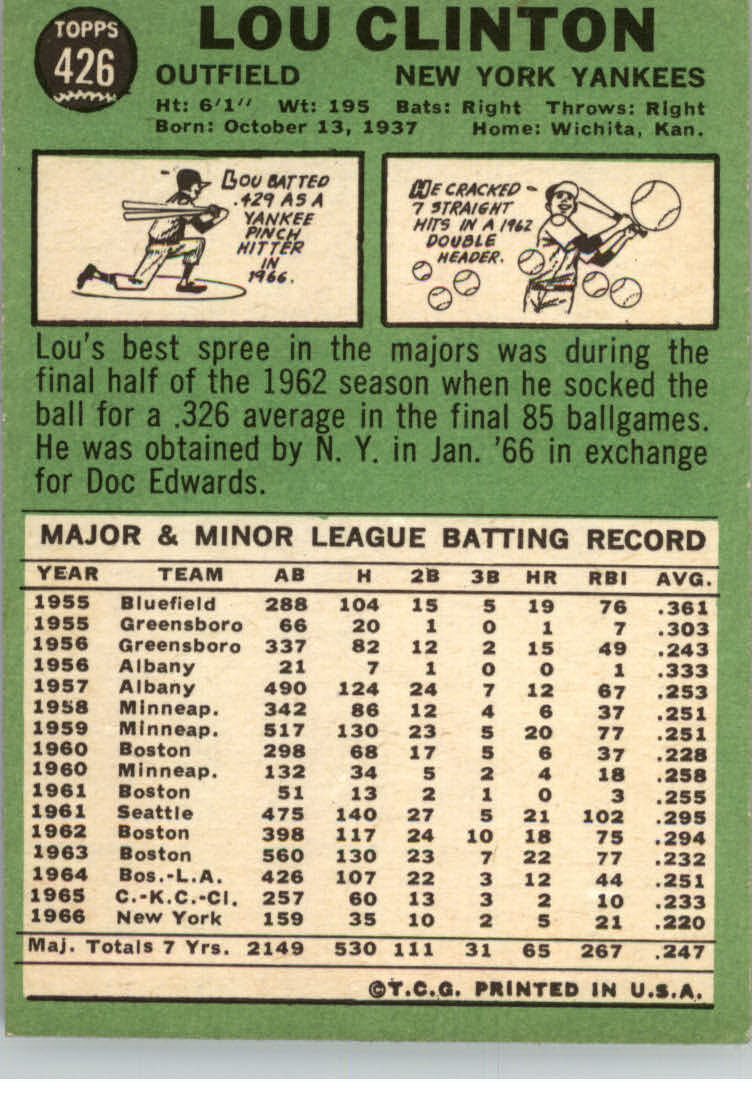 TOPPS
426
LOU CLINTON
OUTFIELD NEW YORK YANKEES
Ht: 6'1" Wt: 195 Bats: Right Throws: Right
Born: October 13, 1937 Home: Wichita, Kan.
LOU BATTED
.429 AS A
YANKEE
PINCH
HITTER
IN
1966.
HE CRACKED
7 STRAIGHT
HITS IN A 1962
DOUBLE
HEADER.
Lou's best spree in the majors was during the
final half of the 1962 season when he socked the
ball for a .326 average in the final 85 ballgames.
He was obtained by N. Y. in Jan. '66 in exchange
for Doc Edwards.
MAJOR & MINOR LEAGUE BATTING RECORD
YEAR TEAM AB H 2B 3B HR RBI AVG.
1955 Bluefield 288 104 15 5 19 76 .361
1955 Greensboro 66 20 1 0 1 7 .303
1956 Greensboro 337 82 12 2 15 49 .243
1956 Albany 21 7 1 0 0 1 .333
1957 Albany 490 124 24 7 12 67 .253
1958 Minneap. 342 86 12 4 6 37 .251
1959 Minneap. 517 130 23 5 20 77 .251
1960 Boston 298 68 17 5 6 37 .228
1960 Minneap. 132 34 5 2 4 18 .258
1961 Boston 51 13 2 1 0 3 .255
1961 Seattle 475 140 27 5 21 102 .295
1962 Boston 398 117 24 10 18 75 .294
1963 Boston 560 130 23 7 22 77 .232
1964 Bos.-L.A. 426 107 22 3 12 44 .251
1965 C.-K.C.-Cl. 257 60 13 3 2 10 .233
1966 New York 159 35 10 2 5 21 .220
Maj. Totals 7 Yrs. 2149 530 111 31 65 267 .247
©T.C.G. PRINTED IN U.S.A.